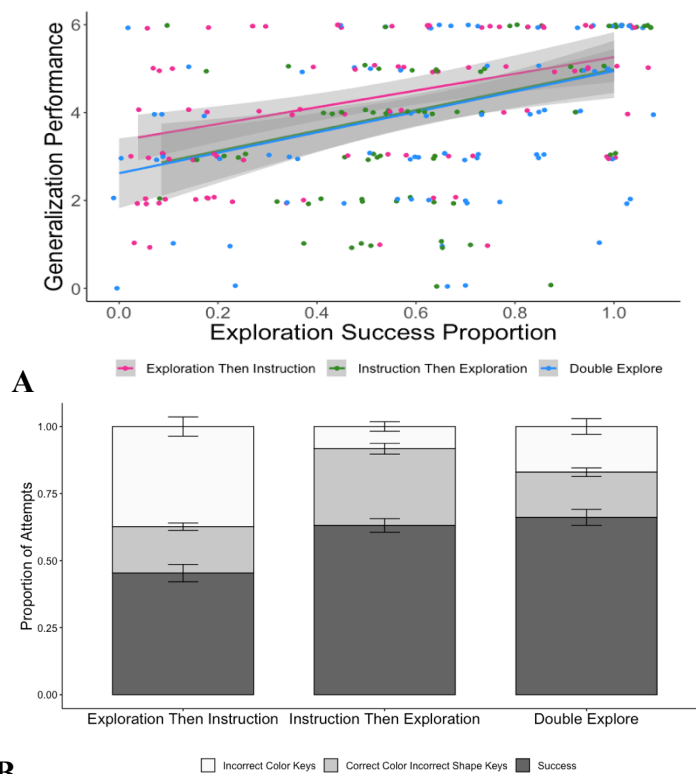 Generalization Performance
6
4
2
0
0.0 0.2 0.4 0.6 0.8 1.0
Exploration Success Proportion
Exploration Then Instruction Instruction Then Exploration Double Explore
A
Proportion of Attempts
1.00
0.75
0.50
0.25
0.00
Exploration Then Instruction Instruction Then Exploration Double Explore
Incorrect Color Keys Correct Color Incorrect Shape Keys Success
B